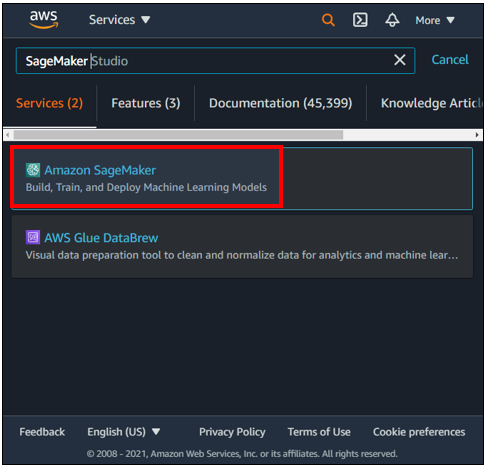 aws Services ▼ More ▼
SageMaker Studio Cancel
Services (2) Features (3) Documentation (45,399) Knowledge Artic
Amazon SageMaker
Build, Train, and Deploy Machine Learning Models
AWS Glue DataBrew
Visual data preparation tool to clean and normalize data for analytics and machine lear...
Feedback English (US) ▼ Privacy Policy Terms of Use Cookie preferences
© 2008 - 2021, Amazon Web Services, Inc. or its affiliates. All rights reserved.